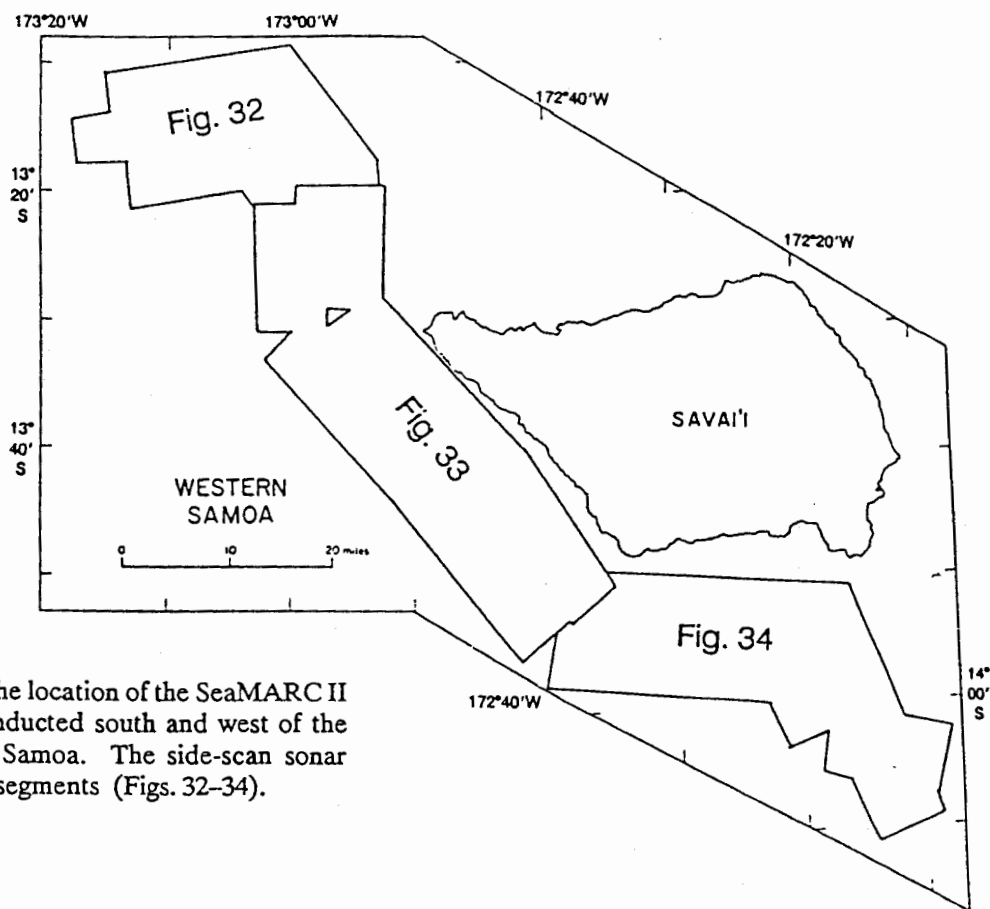 173°20'W
173°00'W
172°40'W
Fig. 32
13°
20'
S
172°20'W
Fig. 33
SAVAI'I
13°
40'
S
WESTERN
SAMOA
0 10 20 miles
Fig. 34
14°
00'
S
172°40'W
he location of the SeaMARC II
nducted south and west of the
Samoa. The side-scan sonar
segments (Figs. 32–34).